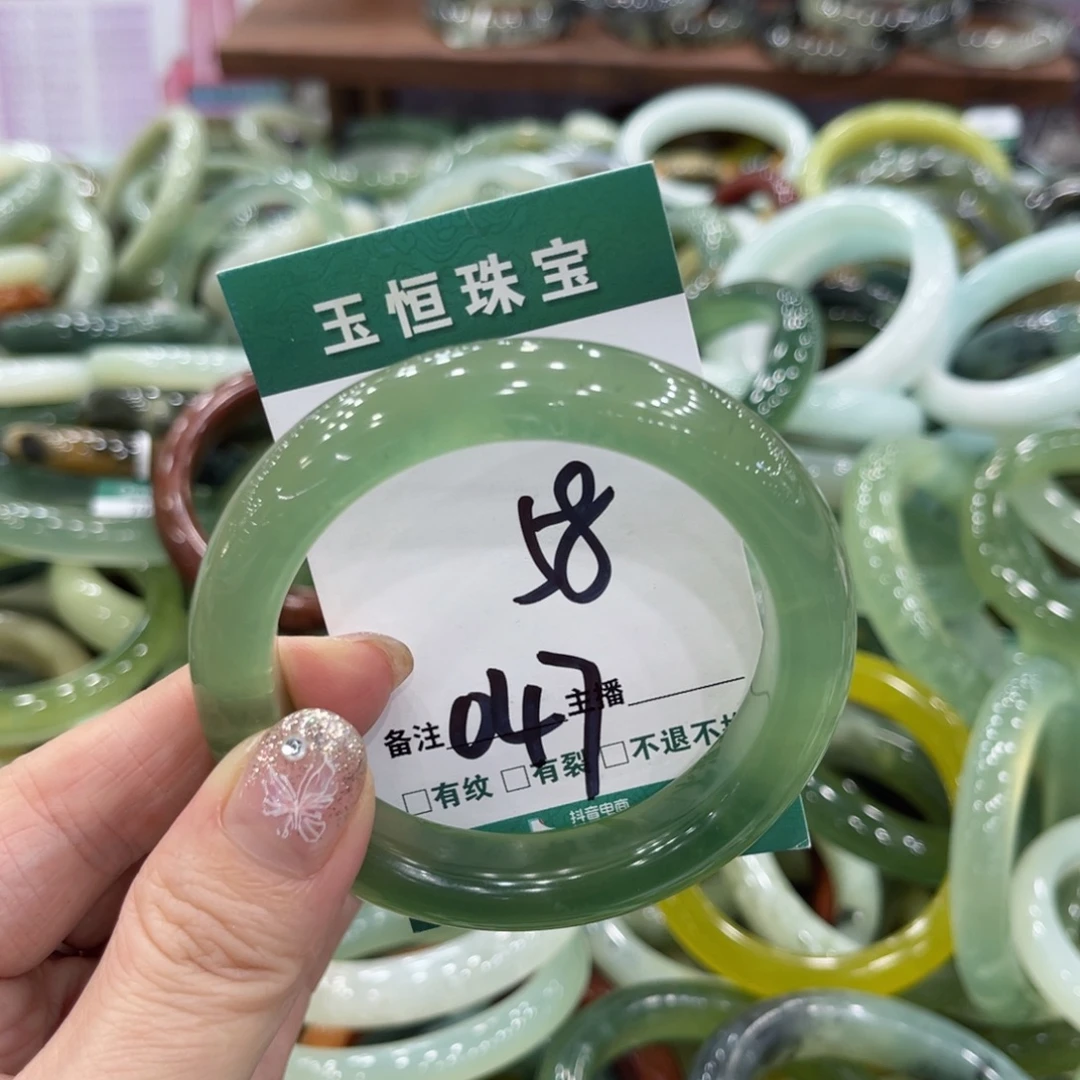 玉恒珠宝
58
047
备注 主播
□有纹 □有裂 □不退不
抖音电商